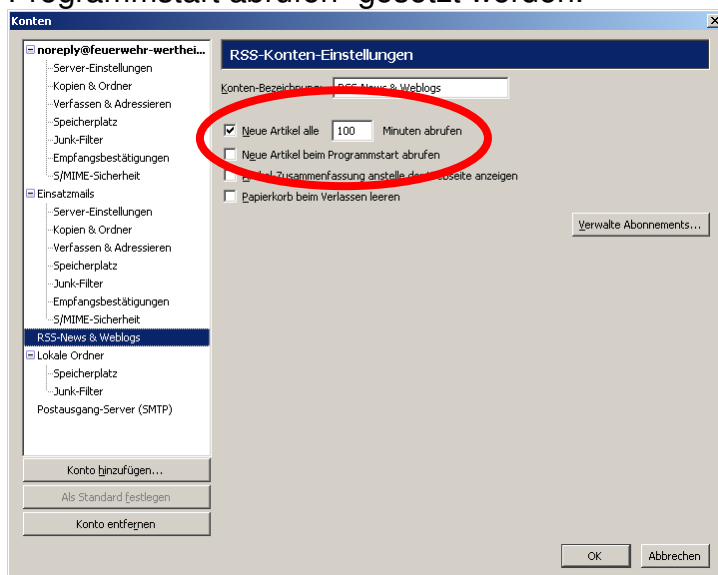 Programmstart abrufen" gesetzt werden.
Konten
noreply@feuerwehr-werthei...
Server-Einstellungen
Kopien & Ordner
Verfassen & Adressieren
Speicherplatz
Junk-Filter
Empfangsbestätigungen
S/MIME-Sicherheit
Einsatzmails
Server-Einstellungen
Kopien & Ordner
Verfassen & Adressieren
Speicherplatz
Junk-Filter
Empfangsbestätigungen
S/MIME-Sicherheit
RSS-News & Weblogs
Lokale Ordner
Speicherplatz
Junk-Filter
Postausgang-Server (SMTP)
Konto hinzufügen...
Als Standard festlegen
Konto entfernen
RSS-Konten-Einstellungen
Konten-Bezeichnung: RSS-News & Weblogs
Neue Artikel alle 100 Minuten abrufen
Neue Artikel beim Programmstart abrufen
Artikel-Zusammenfassung anstelle der Webseite anzeigen
Papierkorb beim Verlassen leeren
Verwalte Abonnements...
OK Abbrechen